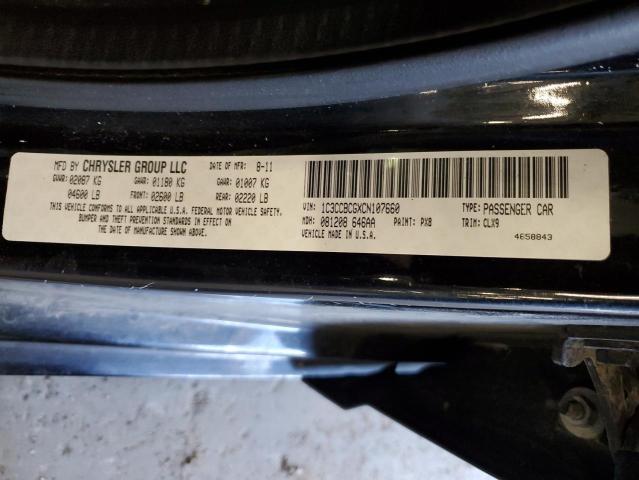 MFD BY CHRYSLER GROUP LLC DATE OF MFR: 8-11
GVWR: 02087 KG GAWR: 01180 KG GAWR: 01007 KG
04600 LB FRONT: 02600 LB REAR: 02220 LB
THIS VEHICLE CONFORMS TO ALL APPLICABLE U.S.A. FEDERAL MOTOR VEHICLE SAFETY,
BUMPER AND THEFT PREVENTION STANDARDS IN EFFECT ON
THE DATE OF MANUFACTURE SHOWN ABOVE.
VIN: 1C3CCBCGXCN107660 TYPE: PASSENGER CAR
MDH: 081208 646AA PAINT: PX8 TRIM: CLX9
VEHICLE MADE IN U.S.A. 4658843